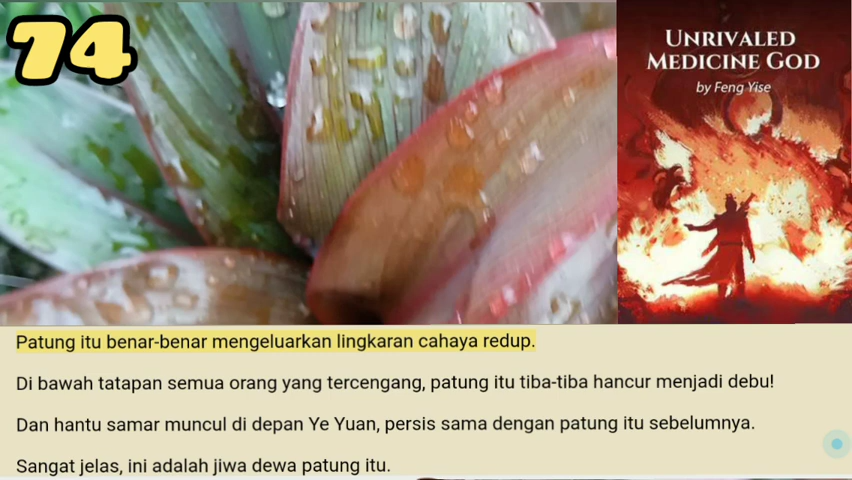 74
UNRIVALED
MEDICINE GOD
by Feng Yise
Patung itu benar-benar mengeluarkan lingkaran cahaya redup.
Di bawah tatapan semua orang yang tercengang, patung itu tiba-tiba hancur menjadi debu!
Dan hantu samar muncul di depan Ye Yuan, persis sama dengan patung itu sebelumnya.
Sangat jelas, ini adalah jiwa dewa patung itu.